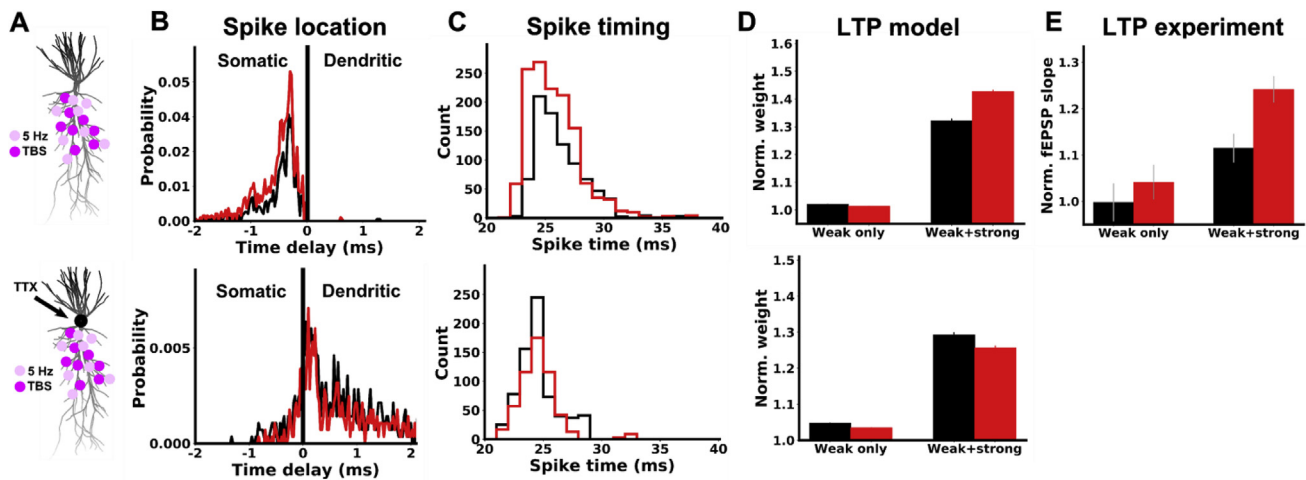 A
B
Spike location
C
Spike timing
D
LTP model
E
LTP experiment
5 Hz
TBS
Probability
0.05
0.04
0.02
0.01
0.00
Somatic
Dendritic
-2
-1
0
1
2
Time delay (ms)
Count
250
200
150
100
50
0
20
25
30
35
40
Spike time (ms)
Norm. weight
1.6
1.5
1.4
1.3
1.2
1.1
1.0
Weak only
Weak+strong
Norm. fEPSP slope
1.3
1.2
1.1
1.0
Weak only
Weak+strong
TTX
5 Hz
TBS
Probability
0.005
0.000
Somatic
Dendritic
-2
-1
0
1
2
Time delay (ms)
Count
250
200
150
100
50
0
20
25
30
35
40
Spike time (ms)
Norm. weight
1.5
1.4
1.3
1.2
1.1
1.0
Weak only
Weak+strong